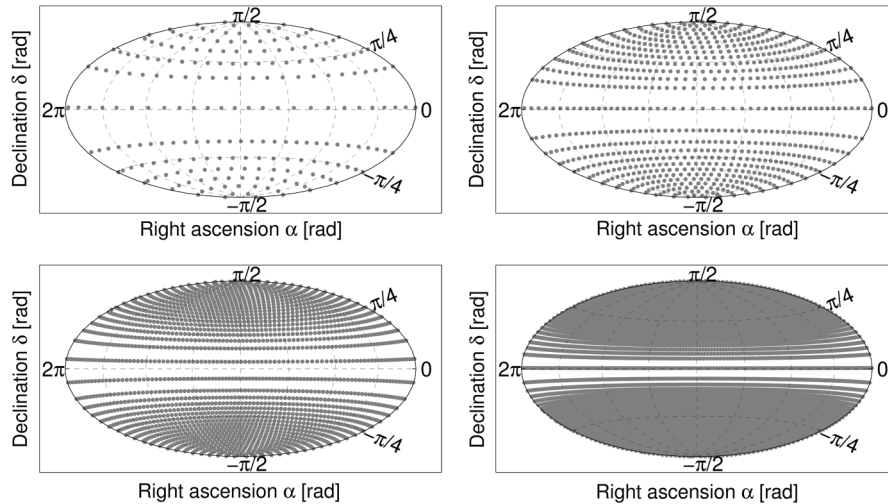 π/2
π/4
Declination δ [rad]
2π
0
−π/4
−π/2
Right ascension α [rad]
π/2
π/4
Declination δ [rad]
2π
0
−π/4
−π/2
Right ascension α [rad]
π/2
π/4
Declination δ [rad]
2π
0
−π/4
−π/2
Right ascension α [rad]
π/2
π/4
Declination δ [rad]
2π
0
−π/4
−π/2
Right ascension α [rad]